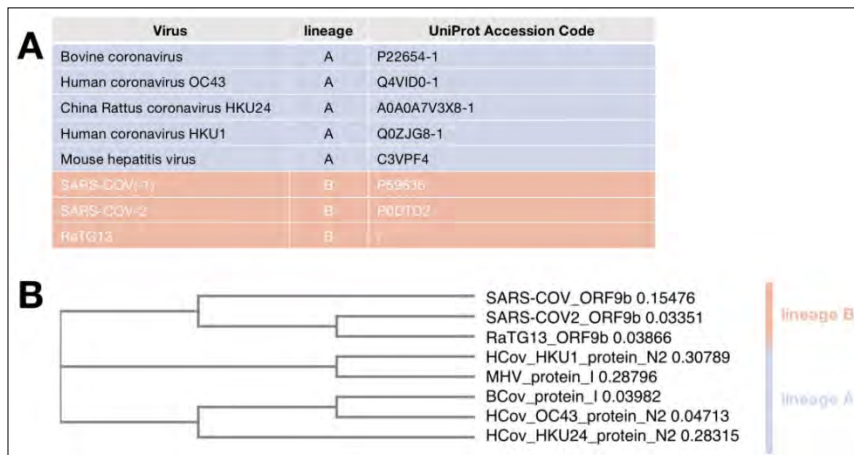 A
Virus lineage UniProt Accession Code
Bovine coronavirus A P22654-1
Human coronavirus OC43 A Q4VID0-1
China Rattus coronavirus HKU24 A A0A0A7V3X8-1
Human coronavirus HKU1 A Q0ZJG8-1
Mouse hepatitis virus A C3VPF4
SARS-COV(-1) B P59636
SARS-COV-2 B P0DTD2
RaTG13 B
B
SARS-COV_ORF9b 0.15476
SARS-COV2_ORF9b 0.03351
RaTG13_ORF9b 0.03866
HCov_HKU1_protein_N2 0.30789
MHV_protein_I 0.28796
BCov_protein_I 0.03982
HCov_OC43_protein_N2 0.04713
HCov_HKU24_protein_N2 0.28315
lineage B
lineage A